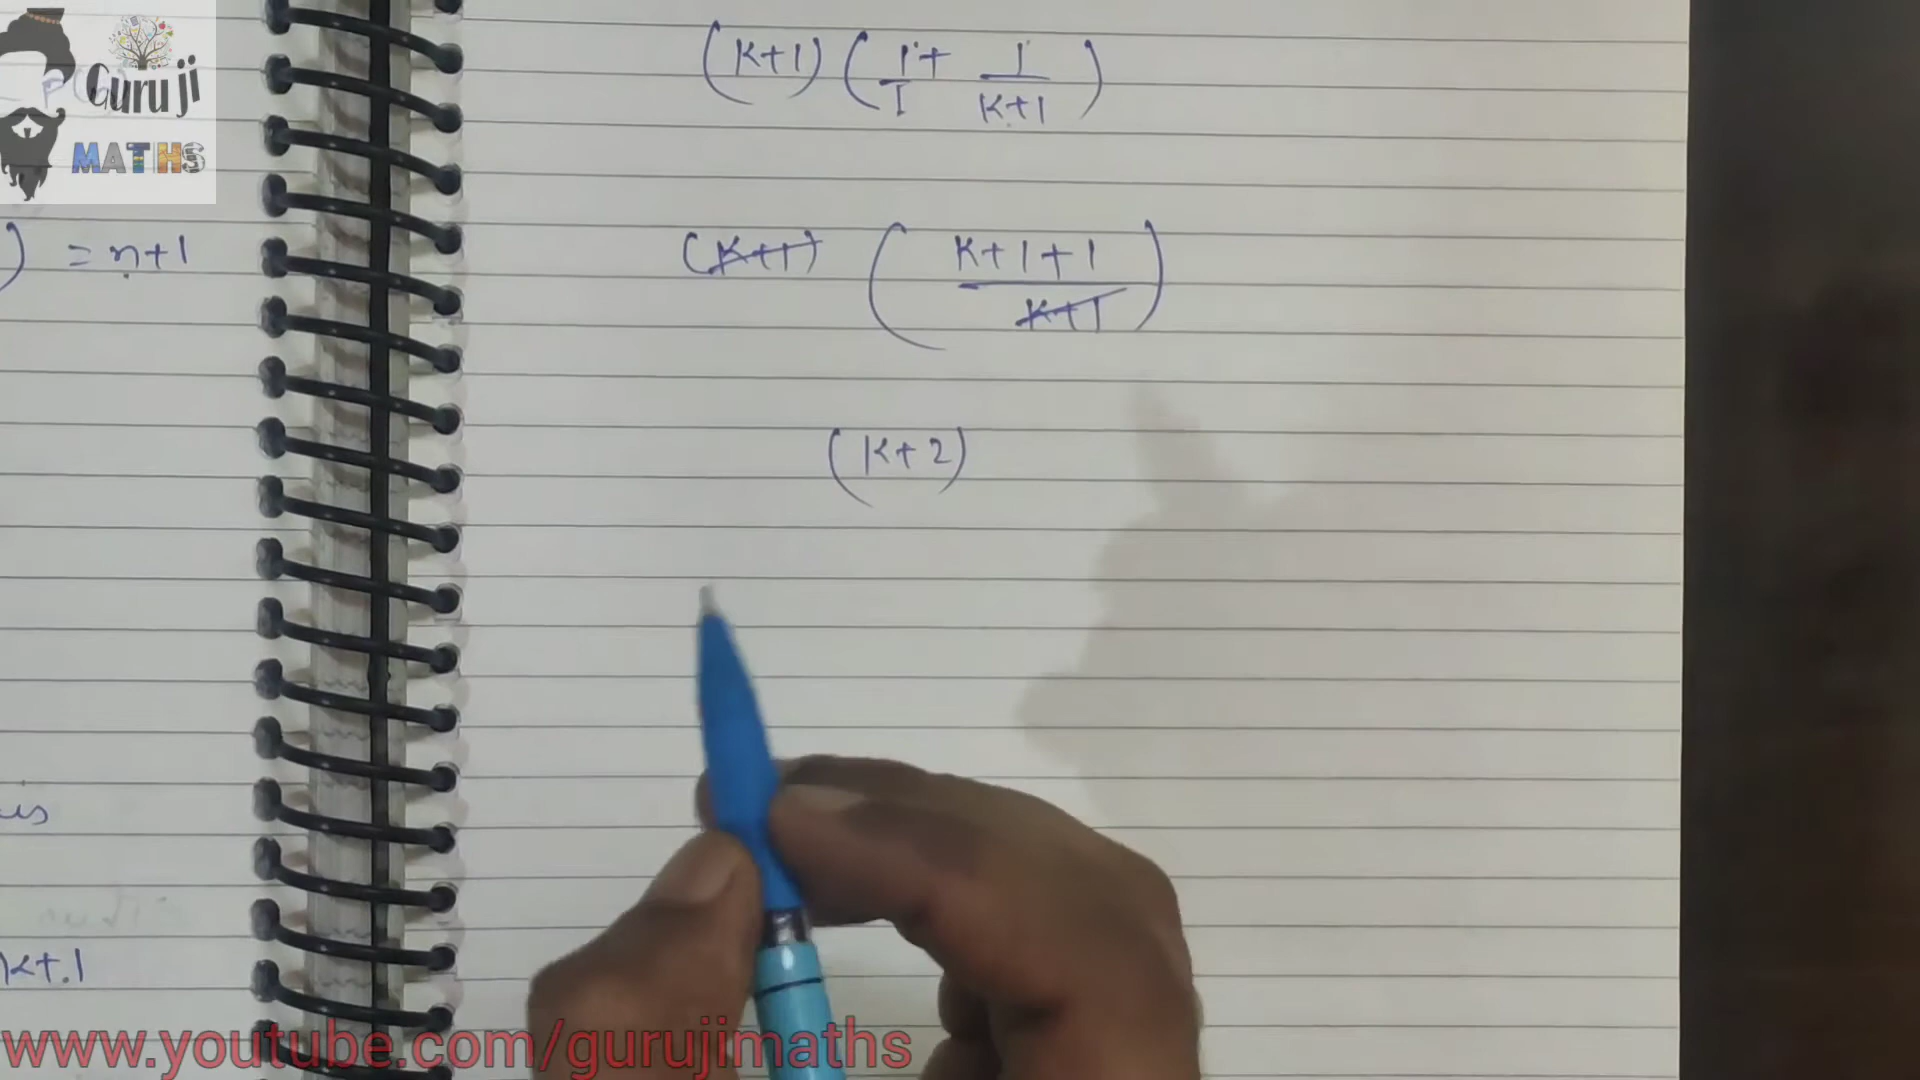 Guru ji
MATHS
) = n+1
is
k+1
(k+1) (1/1 + 1/k+1)
(k+1) (k+1+1/k+1)
(k+2)
www.youtube.com/gurujimaths